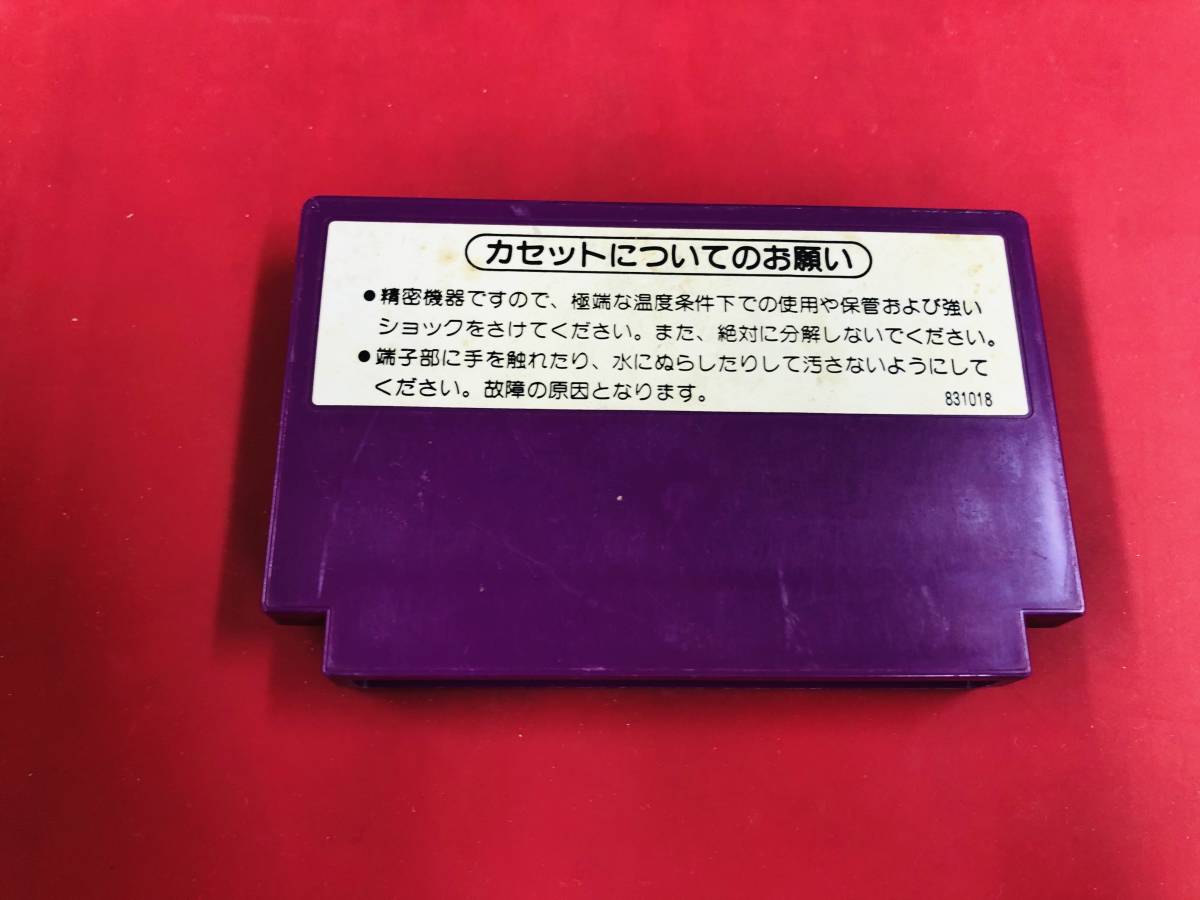 カセットについてのお願い
●精密機器ですので、極端な温度条件下での使用や保管および強い
ショックをさけてください。また、絶対に分解しないでください。
●端子部に手を触れたり、水にぬらしたりして汚さないようにして
ください。故障の原因となります。
831018